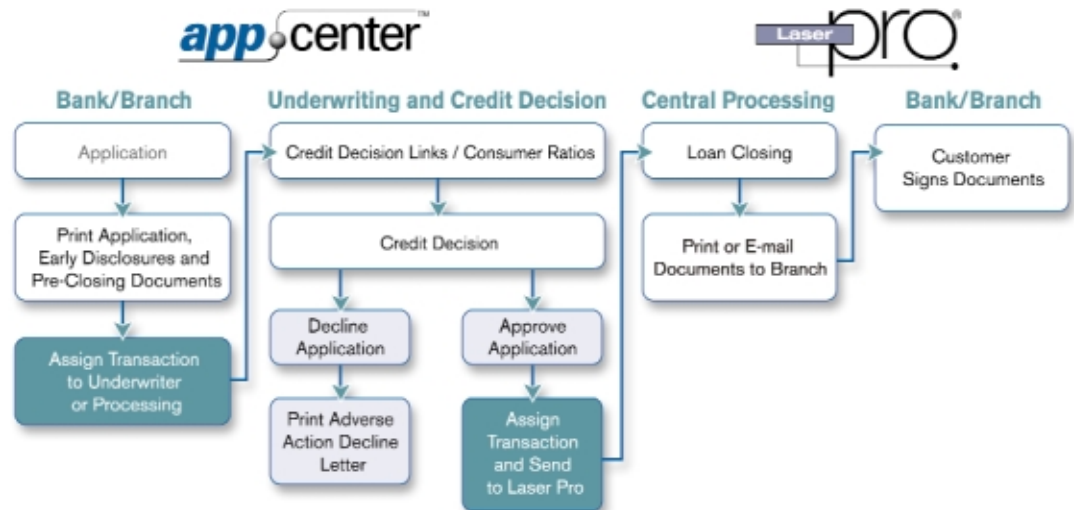 app center™
Laser pro®
Bank/Branch
Underwriting and Credit Decision
Central Processing
Bank/Branch
Application
Print Application,
Early Disclosures and
Pre-Closing Documents
Assign Transaction
to Underwriter
or Processing
Credit Decision Links / Consumer Ratios
Credit Decision
Decline
Application
Print Adverse
Action Decline
Letter
Approve
Application
Assign
Transaction
and Send
to Laser Pro
Loan Closing
Print or E-mail
Documents to Branch
Customer
Signs Documents